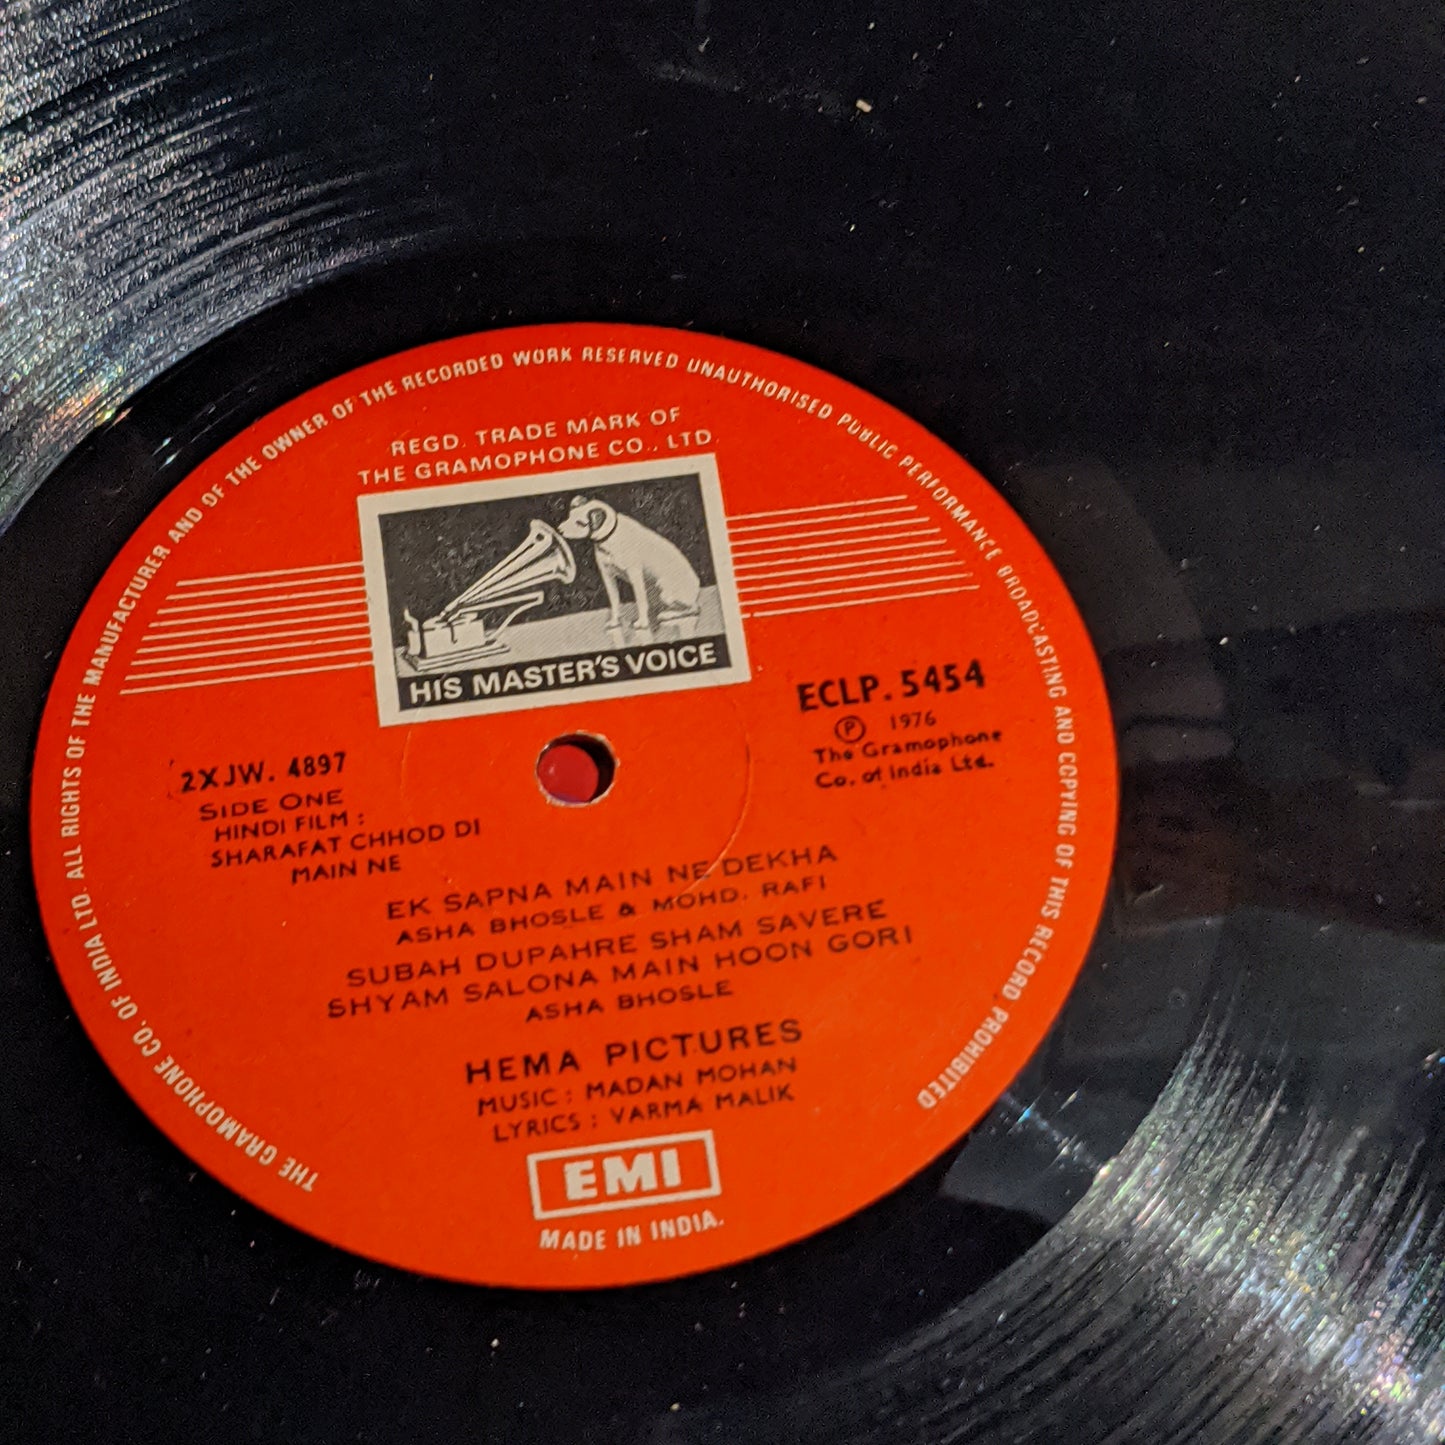 THE GRAMOPHONE CO. OF INDIA LTD. ALL RIGHTS OF THE MANUFACTURER AND OF THE OWNER OF THE RECORDED WORK RESERVED UNAUTHORISED PUBLIC PERFORMANCE BROADCASTING AND COPYING OF THIS RECORD PROHIBITED
REGD. TRADE MARK OF
THE GRAMOPHONE CO., LTD.
HIS MASTER'S VOICE
ECLP. 5454
℗ 1976
The Gramophone
Co. of India Ltd.
2XJW. 4897
SIDE ONE
HINDI FILM :
SHARAFAT CHHOD DI
MAIN NE
EK SAPNA MAIN NE DEKHA
ASHA BHOSLE & MOHD. RAFI
SUBAH DUPAHRE SHAM SAVERE
SHYAM SALONA MAIN HOON GORI
ASHA BHOSLE
HEMA PICTURES
MUSIC : MADAN MOHAN
LYRICS : VARMA MALIK
EMI
MADE IN INDIA.